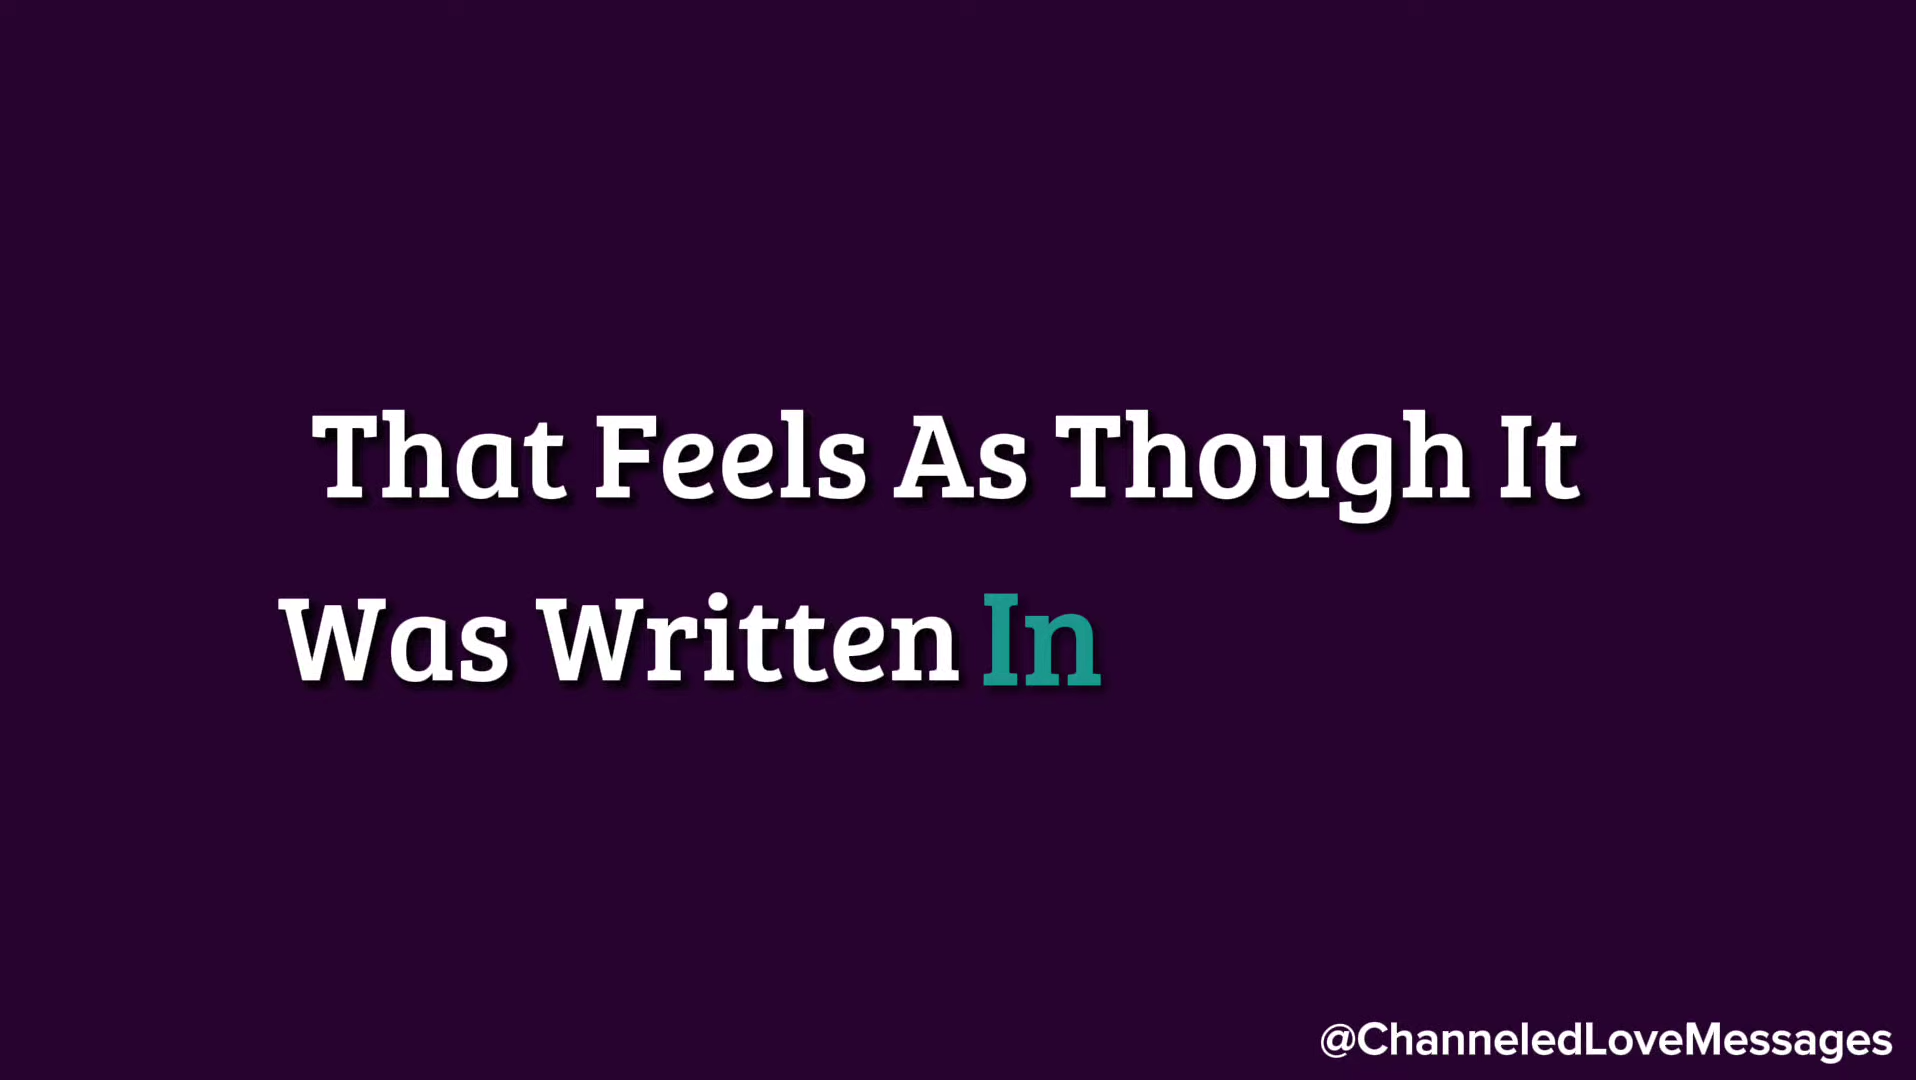 That Feels As Though It
Was Written In
@ChanneledLoveMessages